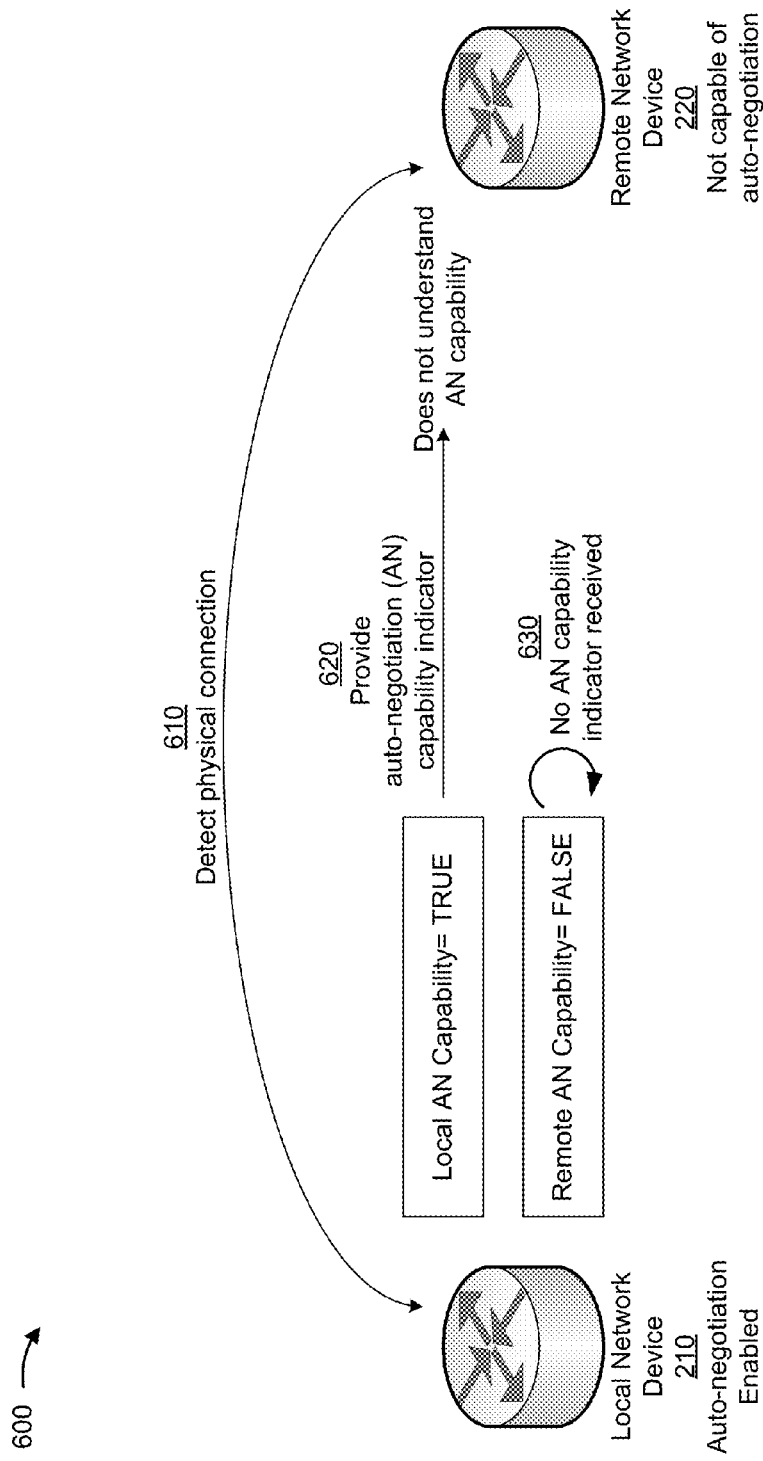 600
610
Detect physical connection
620
Provide
auto-negotiation (AN)
capability indicator
Does not understand
AN capability
Local AN Capability= TRUE
Remote AN Capability= FALSE
630
No AN capability
indicator received
Local Network
Device
210
Auto-negotiation
Enabled
Remote Network
Device
220
Not capable of
auto-negotiation